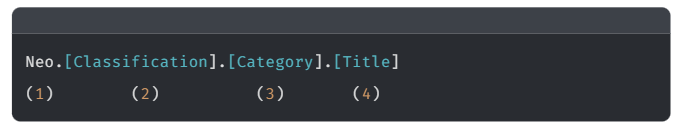 Neo.[Classification].[Category].[Title]
(1) (2) (3) (4)